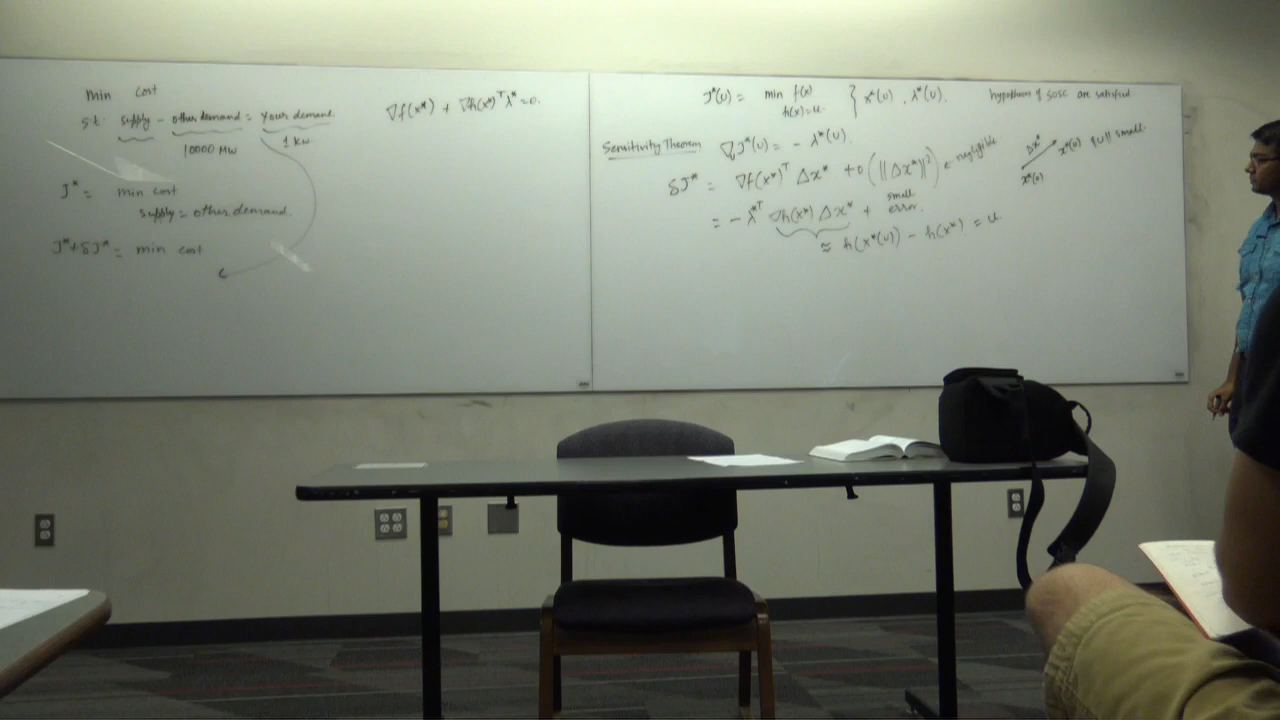 min cost
s.t. supply - other demand = your demand.
10000 MW
1 kW
∇f(x*) + ∇h(x*)ᵀ λ* = 0.
J* = min cost
supply = other demand.
J* + δJ* = min cost
J*(u) = min f(x) } x*(u), λ*(u). hypotheses of SOSC are satisfied
h(x) = u.
Sensitivity Theorem ∇ᵤJ*(u) = - λ*(u).
δJ* = ∇f(x*)ᵀ Δx* + o(||Δx*||²) ← negligible
= - λ*ᵀ ∇h(x*) Δx* + small error.
≈ h(x*(u)) - h(x*) = u
Δx*
x*(0)
x*(u) ||u|| small.